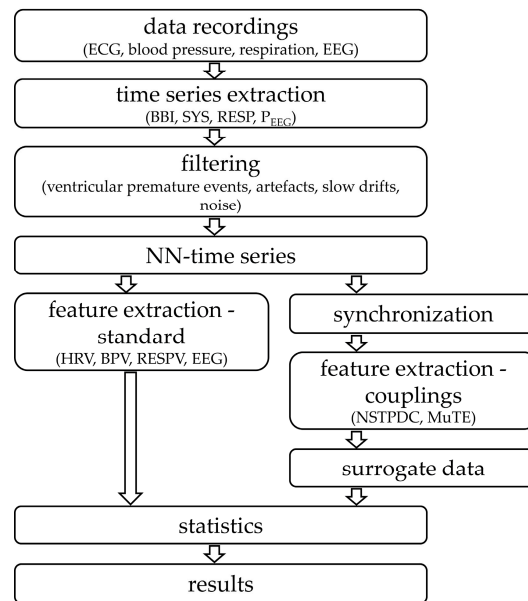 data recordings
(ECG, blood pressure, respiration, EEG)
time series extraction
(BBI, SYS, RESP, P_EEG)
filtering
(ventricular premature events, artefacts, slow drifts,
noise)
NN-time series
feature extraction -
standard
(HRV, BPV, RESPV, EEG)
synchronization
feature extraction -
couplings
(NSTPDC, MuTE)
surrogate data
statistics
results